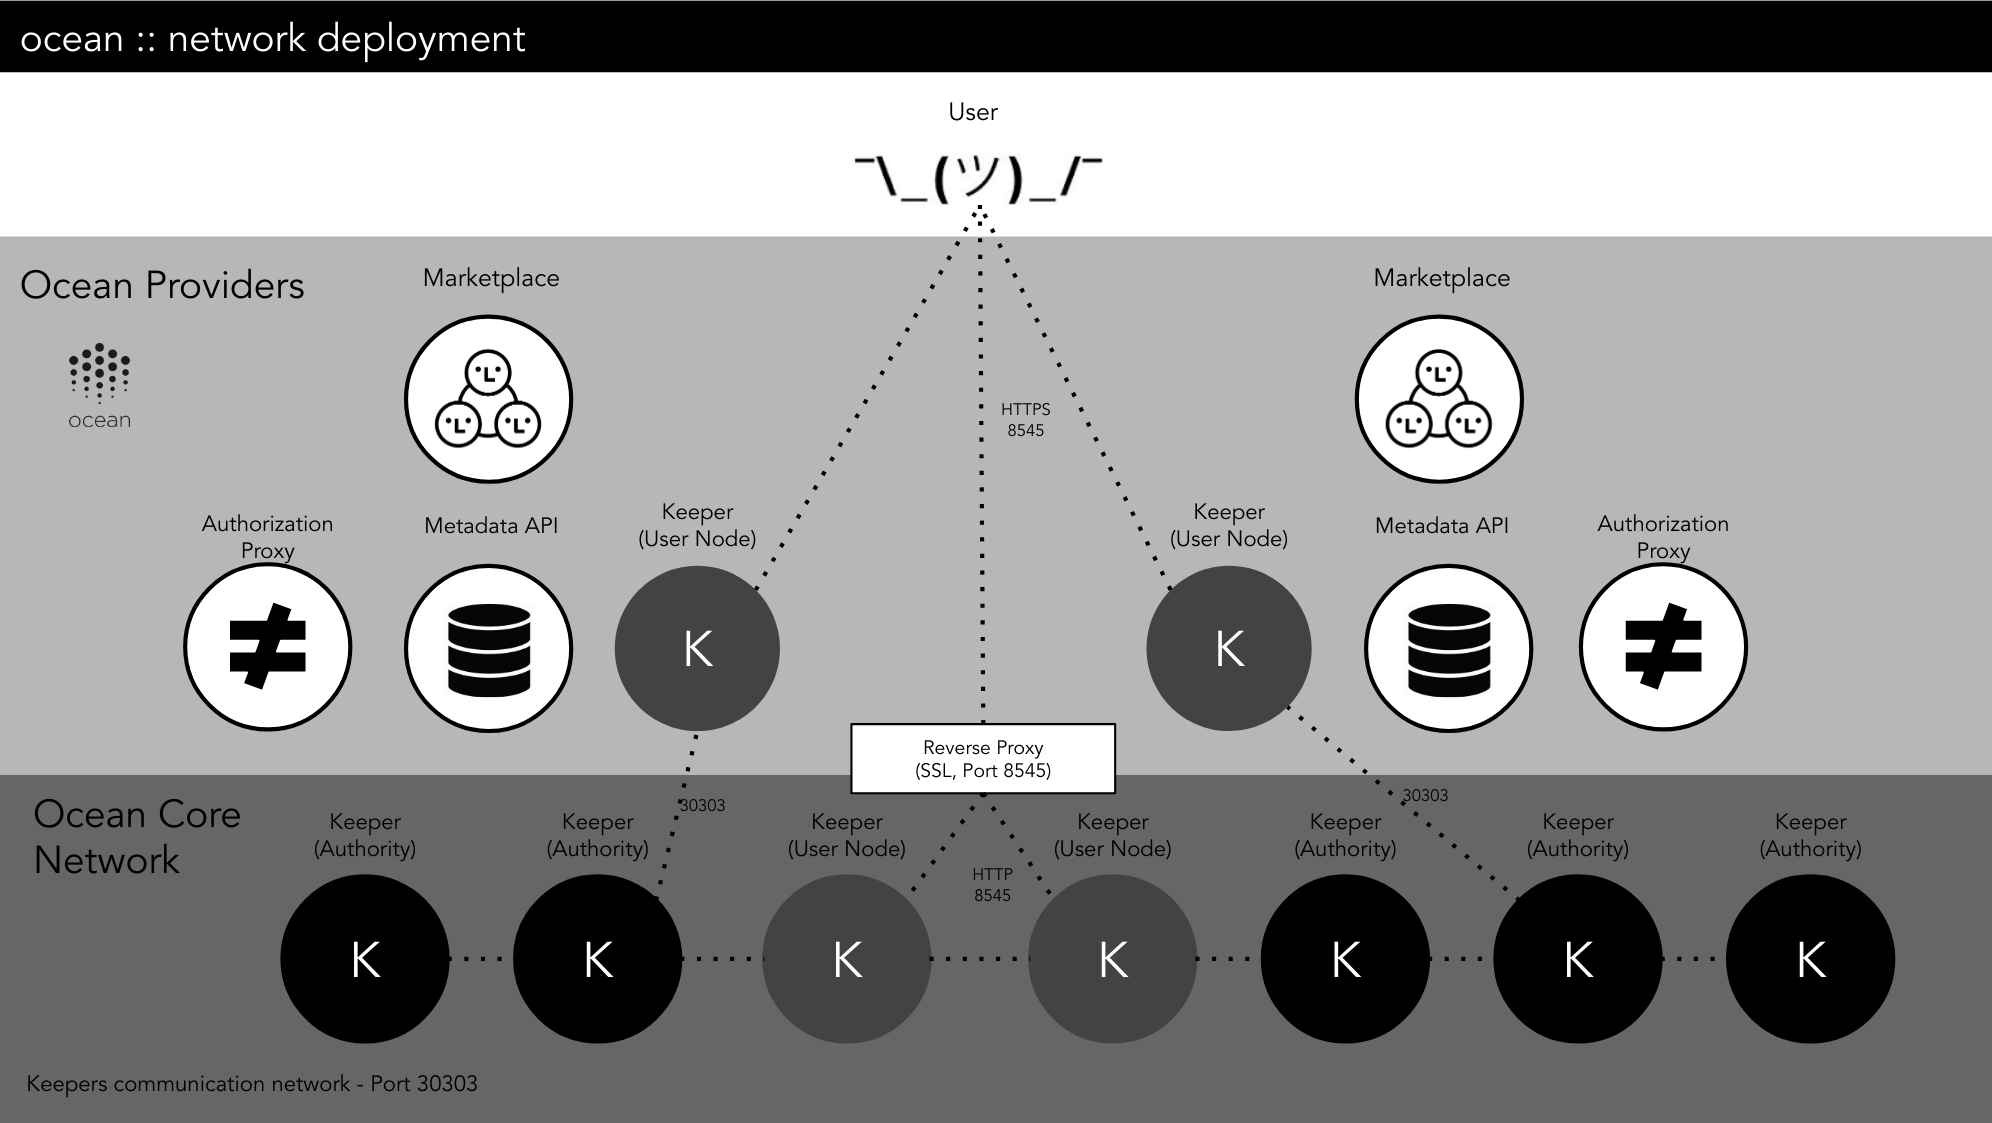 ocean :: network deployment
User
¯\_(ツ)_/¯
Ocean Providers
ocean
Marketplace
Marketplace
HTTPS
8545
Authorization
Proxy
Metadata API
Keeper
(User Node)
K
Keeper
(User Node)
K
Metadata API
Authorization
Proxy
Reverse Proxy
(SSL, Port 8545)
Ocean Core
Network
30303
30303
Keeper
(Authority)
K
Keeper
(Authority)
K
Keeper
(User Node)
K
HTTP
8545
Keeper
(User Node)
K
Keeper
(Authority)
K
Keeper
(Authority)
K
Keeper
(Authority)
K
Keepers communication network - Port 30303